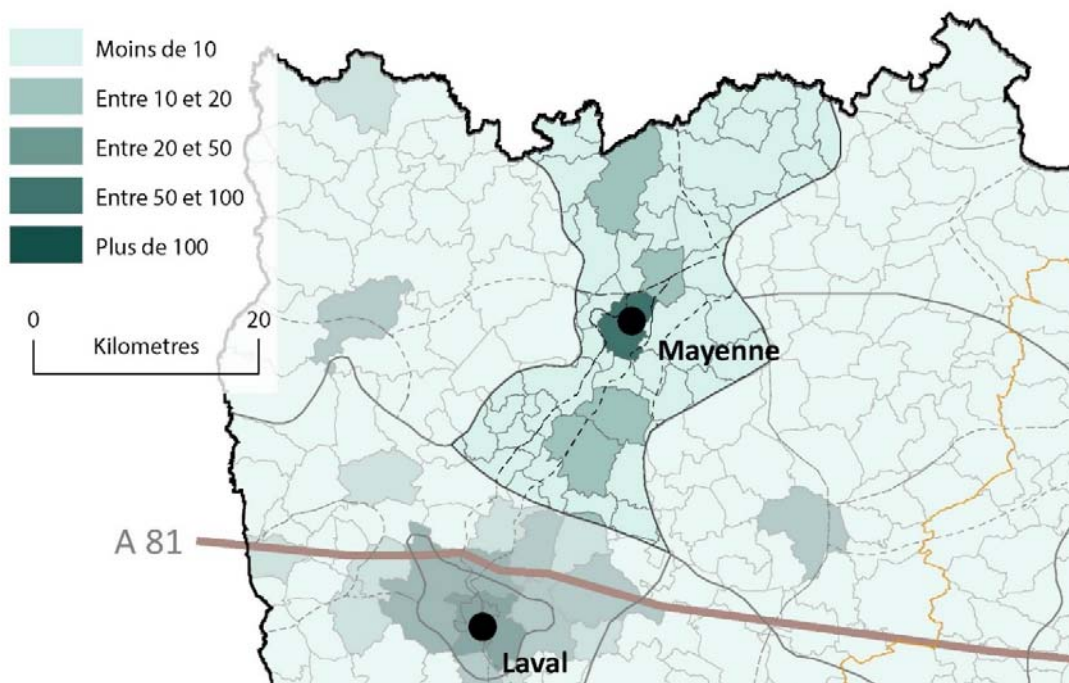 Moins de 10
Entre 10 et 20
Entre 20 et 50
Entre 50 et 100
Plus de 100
0 20
Kilometres
Mayenne
A 81
Laval